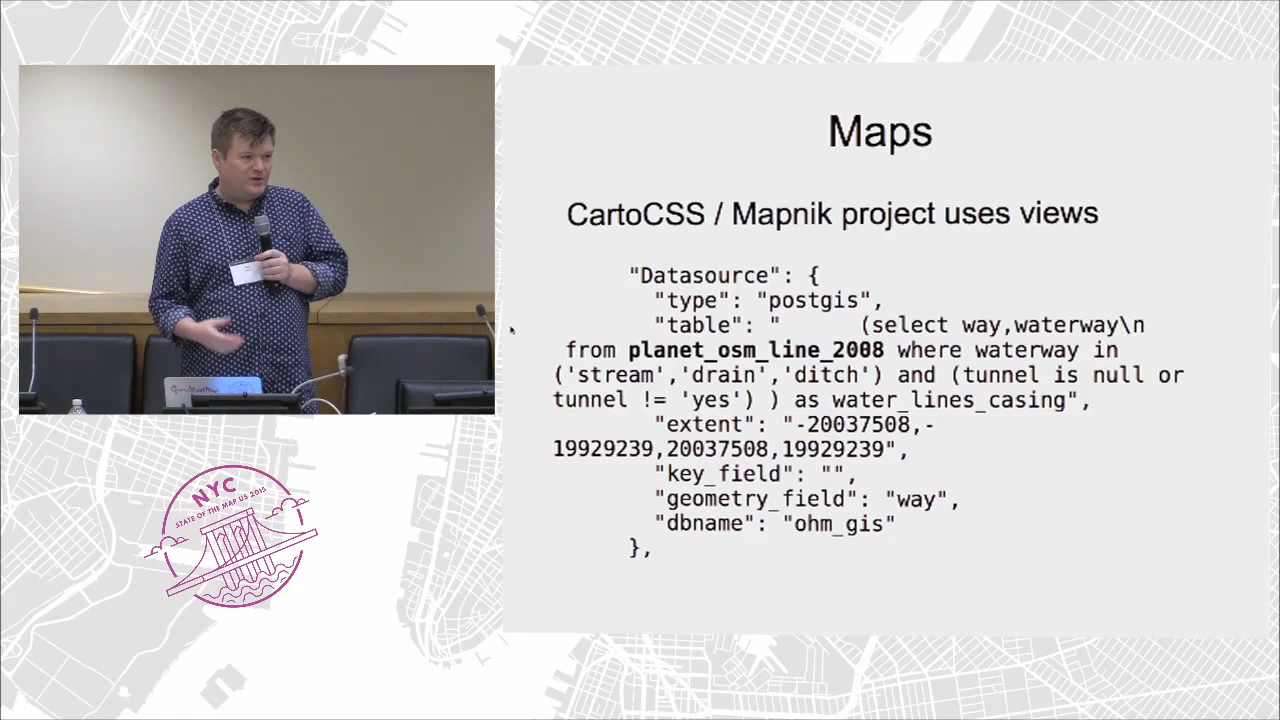 Maps
CartoCSS / Mapnik project uses views
"Datasource": {
"type": "postgis",
"table": " (select way,waterway\n
from planet_osm_line_2008 where waterway in
('stream','drain','ditch') and (tunnel is null or
tunnel != 'yes') ) as water_lines_casing",
"extent": "-20037508,-
19929239,20037508,19929239",
"key_field": "",
"geometry_field": "way",
"dbname": "ohm_gis"
},
OpenStreetMap
NYC
STATE OF THE MAP US 2015